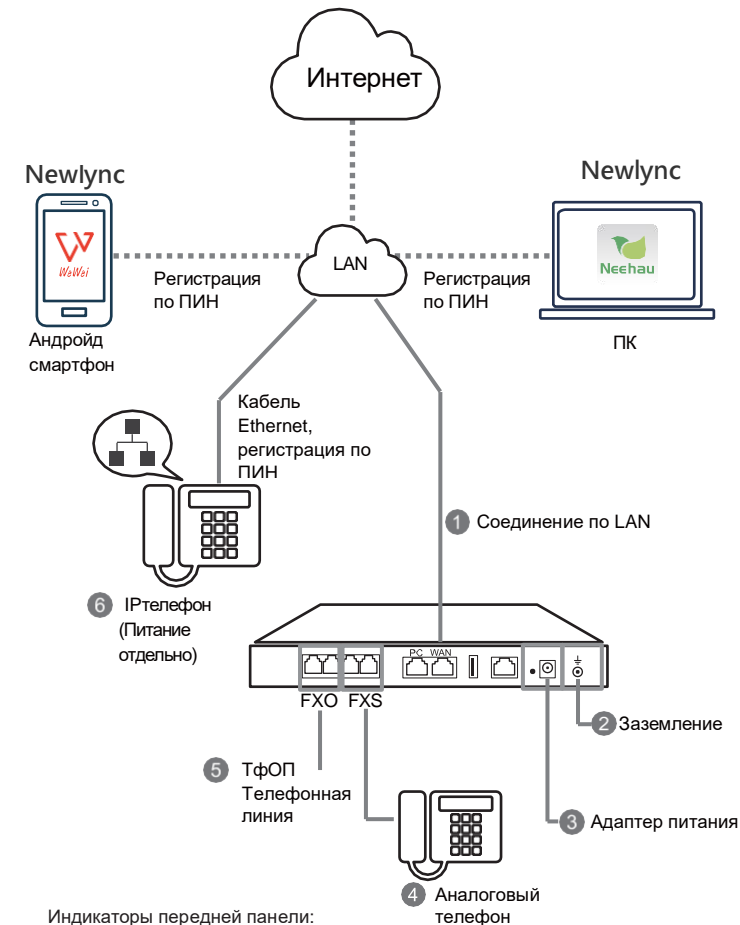 Интернет
Newlync
Newlync
WeWei
Neehau
LAN
Регистрация
по ПИН
Регистрация
по ПИН
Андройд
смартфон
ПК
Кабель
Ethernet,
регистрация по
ПИН
1 Соединение по LAN
6 IPтелефон
(Питание
отдельно)
PC WAN
FXO FXS
2 Заземление
5 ТфОП
Телефонная
линия
3 Адаптер питания
4 Аналоговый
телефон
Индикаторы передней панели: